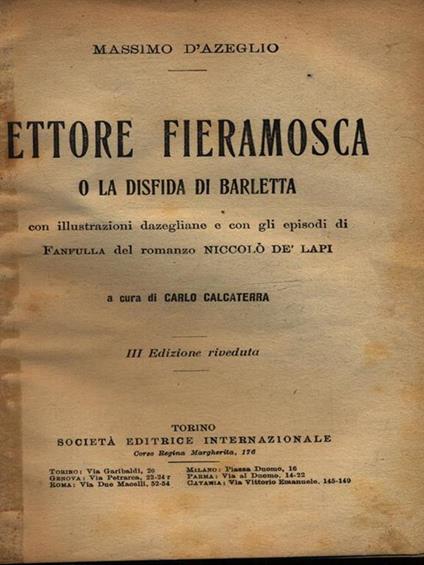 MASSIMO D'AZEGLIO
ETTORE FIERAMOSCA
O LA DISFIDA DI BARLETTA
con illustrazioni dazegliane e con gli episodi di
FANFULLA del romanzo NICCOLÒ DE' LAPI
a cura di CARLO CALCATERRA
III Edizione riveduta
TORINO
SOCIETÀ EDITRICE INTERNAZIONALE
Corso Regina Margherita, 176
TORINO: Via Garibaldi, 20 MILANO: Piazza Duomo, 16
GENOVA: Via Petrarca, 22-24 r PARMA: Via al Duomo, 14-22
ROMA: Via Due Macelli, 52-54 CATANIA: Via Vittorio Emanuele, 145-149